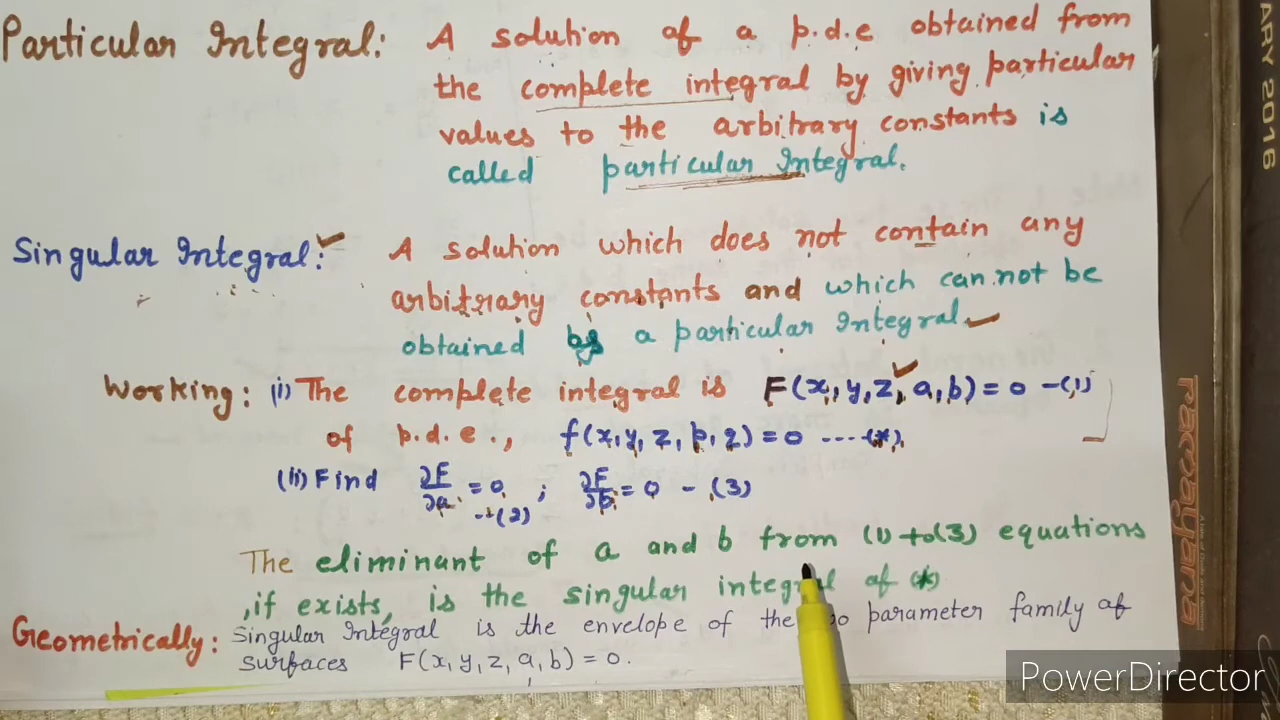 Particular Integral: A solution of a p.d.e obtained from
the complete integral by giving particular
values to the arbitrary constants is
called particular Integral.
Singular Integral: A solution which does not contain any
arbitrary constants and which can not be
obtained by a particular Integral.
Working: (i) The complete integral is F(x, y, z, a, b) = 0 -(1)
of p.d.e., f(x, y, z, p, q) = 0 ....(*)
(ii) Find ∂F/∂a = 0 -(2) ; ∂F/∂b = 0 - (3)
The eliminant of a and b from (1) to (3) equations
, if exists, is the singular integral of (*)
Geometrically: Singular Integral is the envelope of the parameter family of
surfaces F(x, y, z, a, b) = 0.
ARY 2016
Ramayana
PowerDirector